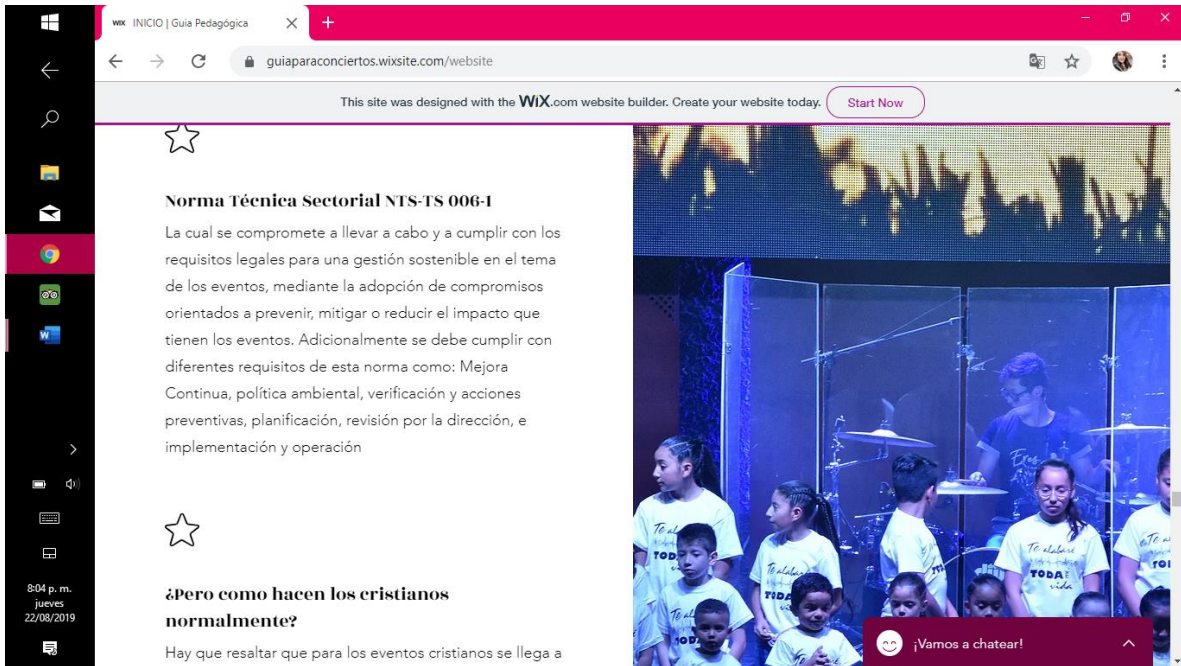 WIX INICIO | Guia Pedagógica
guiaparaconciertos.wixsite.com/website
This site was designed with the WiX.com website builder. Create your website today. Start Now
Norma Técnica Sectorial NTS-TS 006-1
La cual se compromete a llevar a cabo y a cumplir con los
requisitos legales para una gestión sostenible en el tema
de los eventos, mediante la adopción de compromisos
orientados a prevenir, mitigar o reducir el impacto que
tienen los eventos. Adicionalmente se debe cumplir con
diferentes requisitos de esta norma como: Mejora
Continua, política ambiental, verificación y acciones
preventivas, planificación, revisión por la dirección, e
implementación y operación
¿Pero como hacen los cristianos
normalmente?
Hay que resaltar que para los eventos cristianos se llega a
Te alabaré
TODA
vida
¡Vamos a chatear!
8:04 p. m.
jueves
22/08/2019